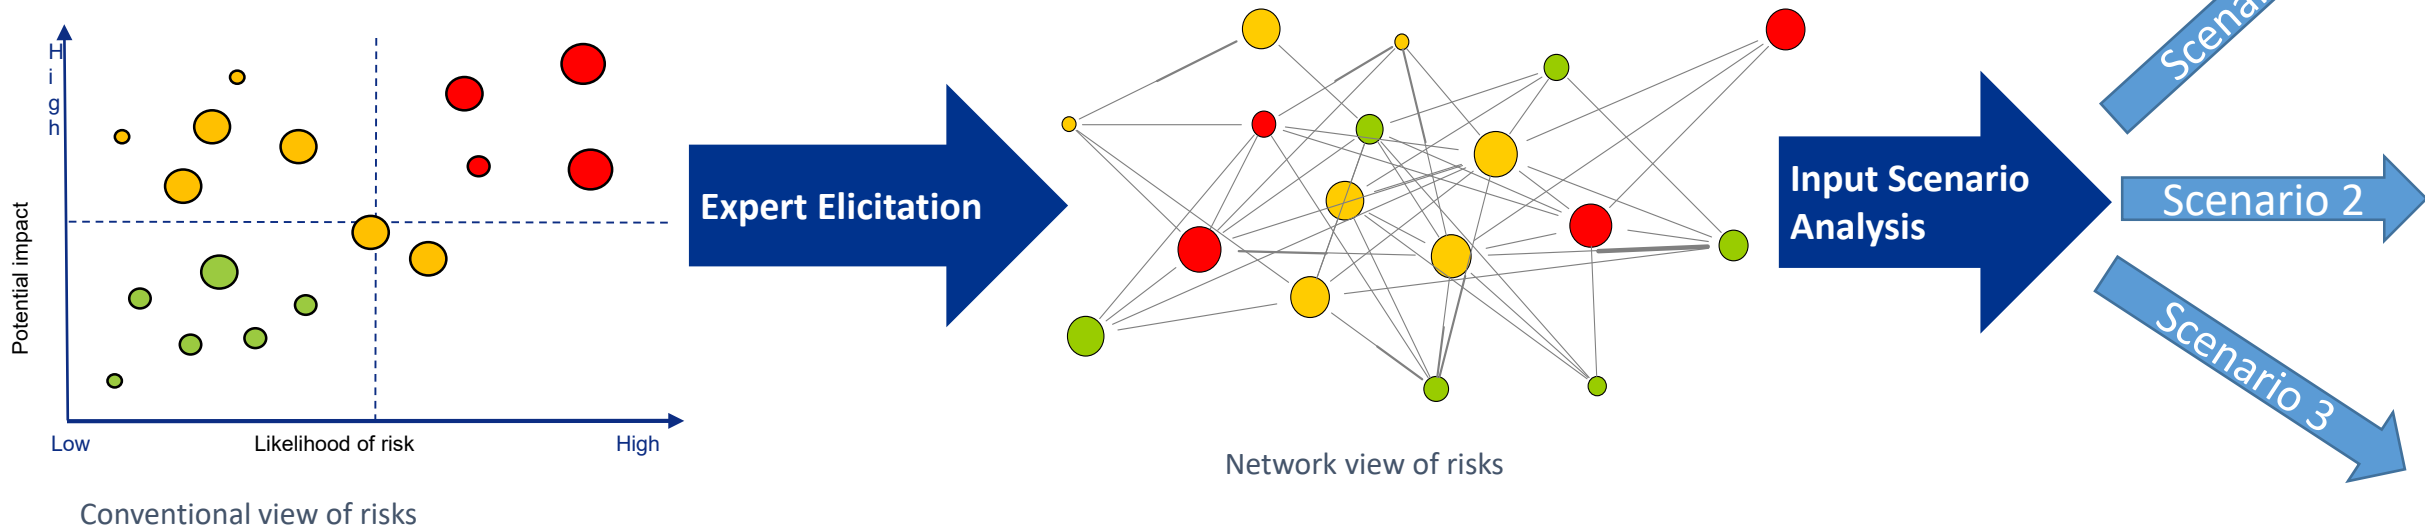 High
Potential impact
Low
Likelihood of risk
High
Conventional view of risks
Expert Elicitation
Network view of risks
Input Scenario
Analysis
Scenario 2
Scenario 3